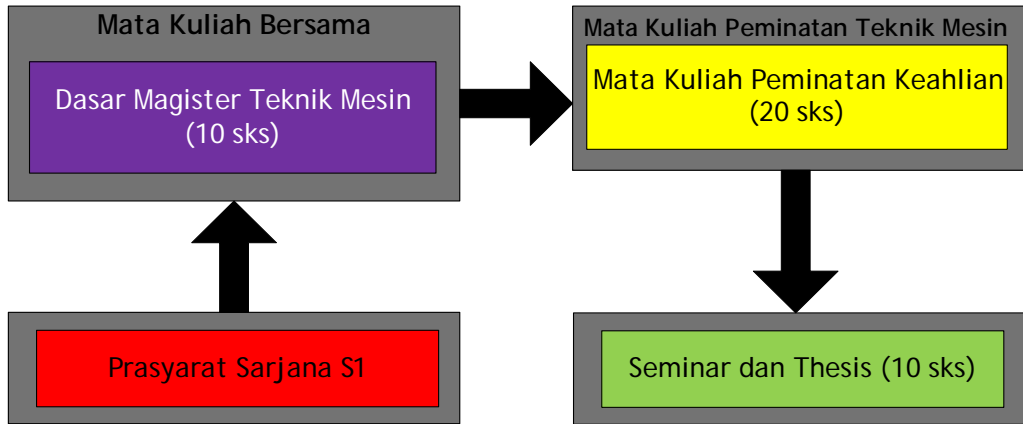 Mata Kuliah Bersama
Dasar Magister Teknik Mesin
(10 sks)
Mata Kuliah Peminatan Teknik Mesin
Mata Kuliah Peminatan Keahlian
(20 sks)
Prasyarat Sarjana S1
Seminar dan Thesis (10 sks)